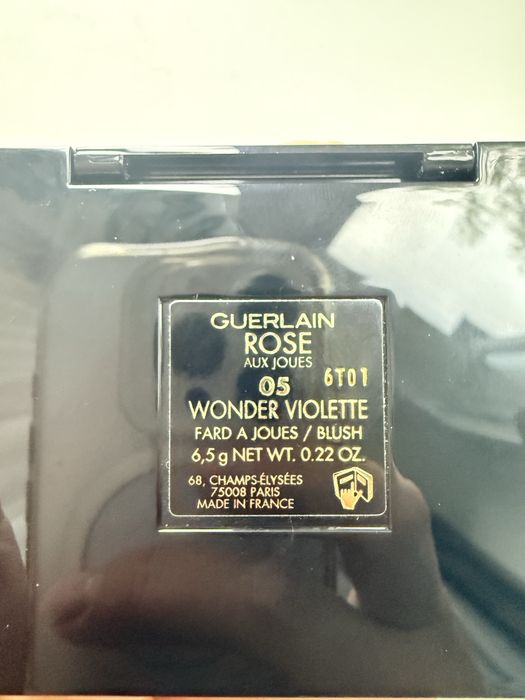 GUERLAIN
ROSE
AUX JOUES
05 6T01
WONDER VIOLETTE
FARD A JOUES / BLUSH
6,5 g NET WT. 0.22 OZ.
68, CHAMPS-ÉLYSÉES
75008 PARIS
MADE IN FRANCE